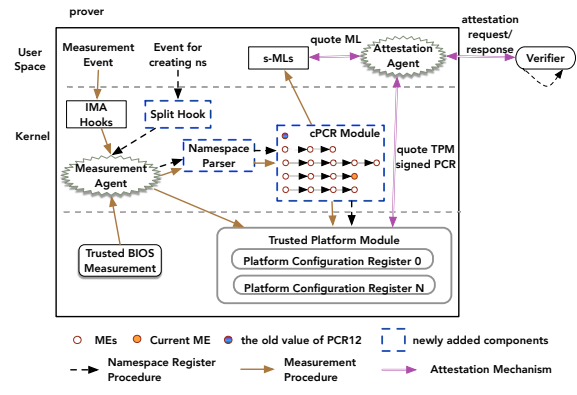 prover
attestation
request/
response
User
Space
Measurement
Event
Event for
creating ns
s-MLs
quote ML
Attestation
Agent
Verifier
Kernel
IMA
Hooks
Split Hook
cPCR Module
Namespace
Parser
quote TPM
signed PCR
Measurement
Agent
Trusted BIOS
Measurement
Trusted Platform Module
Platform Configuration Register 0
Platform Configuration Register N
MEs
Current ME
the old value of PCR12
newly added components
Namespace Register
Procedure
Measurement
Procedure
Attestation Mechanism